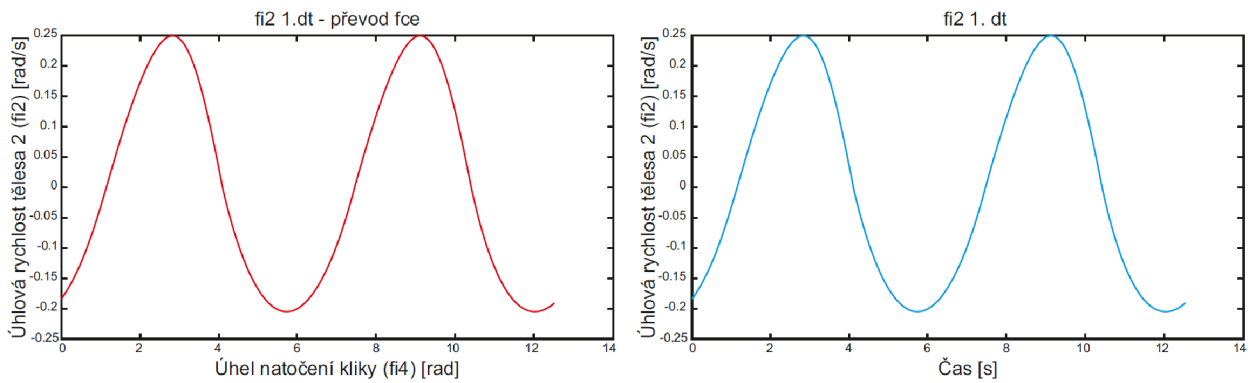 fi2 1.dt - převod fce
Úhlová rychlost tělesa 2 (fi2) [rad/s]
0.25
0.2
0.15
0.1
0.05
0
-0.05
-0.1
-0.15
-0.2
-0.25
0 2 4 6 8 10 12 14
Úhel natočení kliky (fi4) [rad]
fi2 1. dt
Úhlová rychlost tělesa 2 (fi2) [rad/s]
0.25
0.2
0.15
0.1
0.05
0
-0.05
-0.1
-0.15
-0.2
-0.25
0 2 4 6 8 10 12 14
Čas [s]